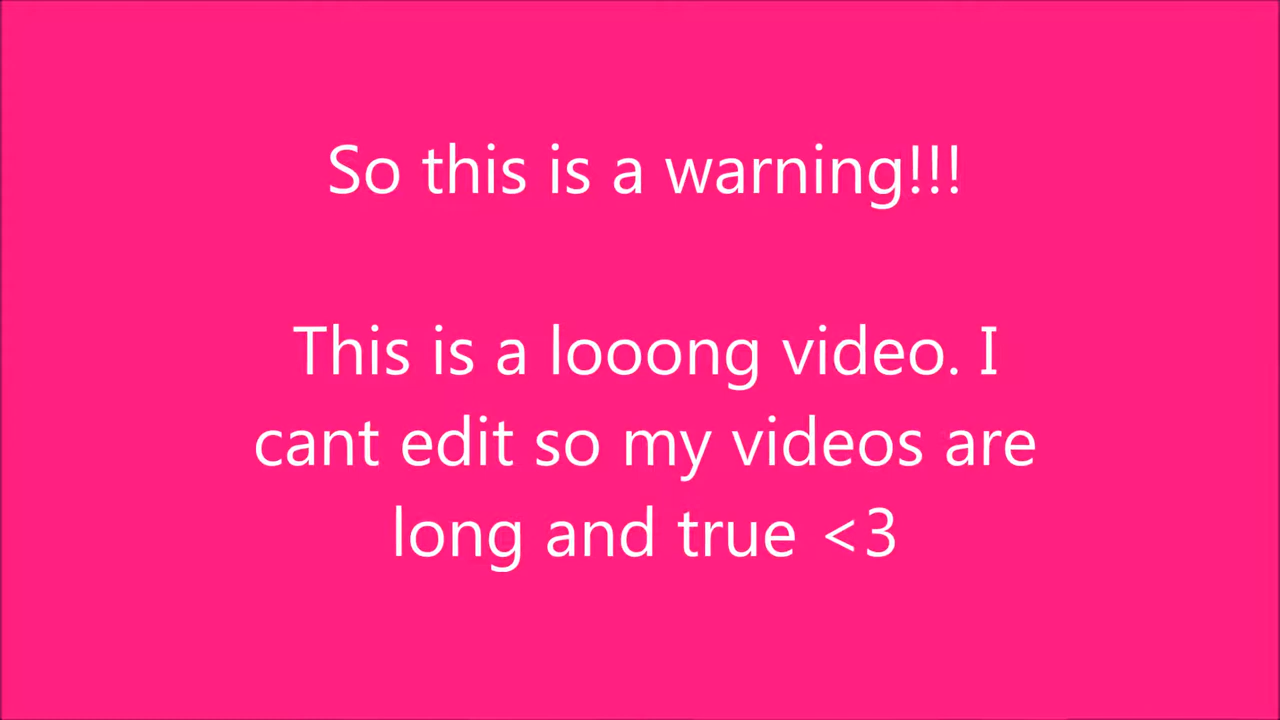 So this is a warning!!!
This is a looong video. I
cant edit so my videos are
long and true <3